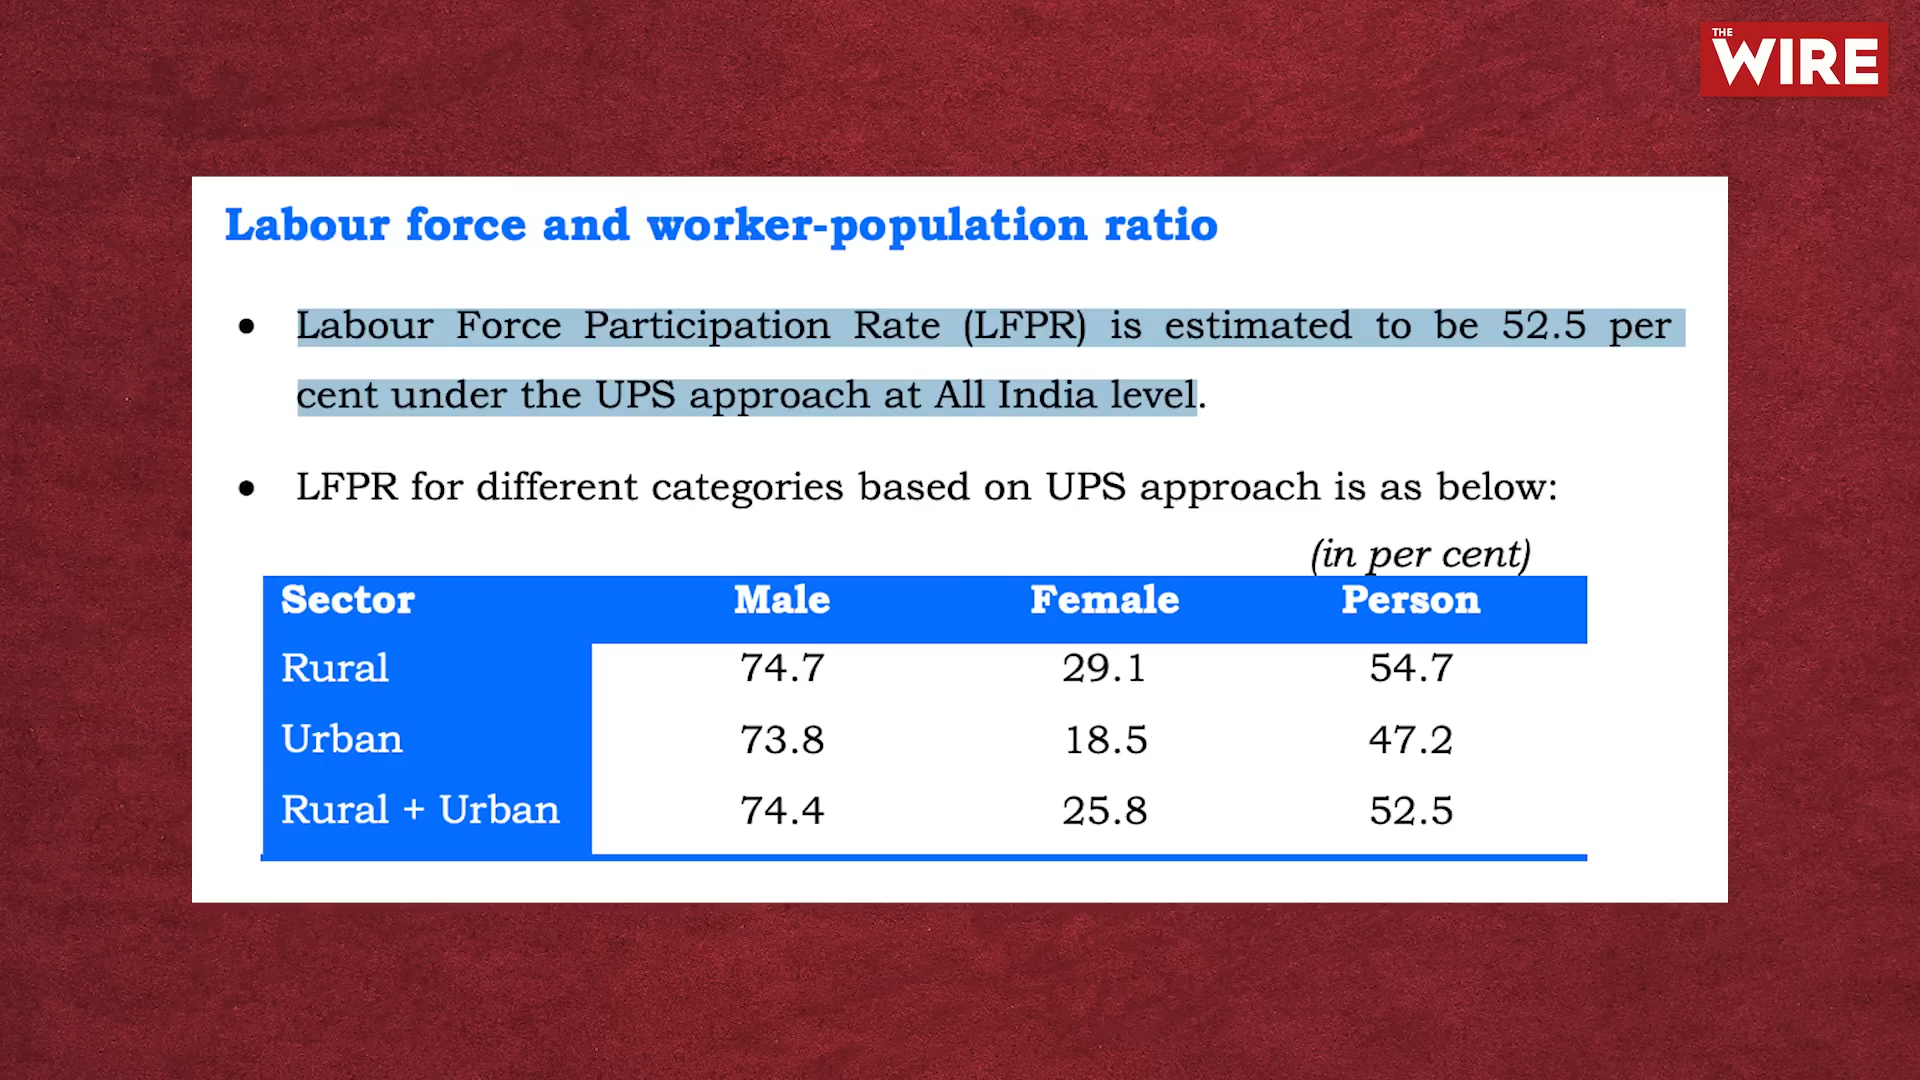 THE
WIRE
Labour force and worker-population ratio
• Labour Force Participation Rate (LFPR) is estimated to be 52.5 per
cent under the UPS approach at All India level.
• LFPR for different categories based on UPS approach is as below:
(in per cent)
Sector Male Female Person
Rural 74.7 29.1 54.7
Urban 73.8 18.5 47.2
Rural + Urban 74.4 25.8 52.5